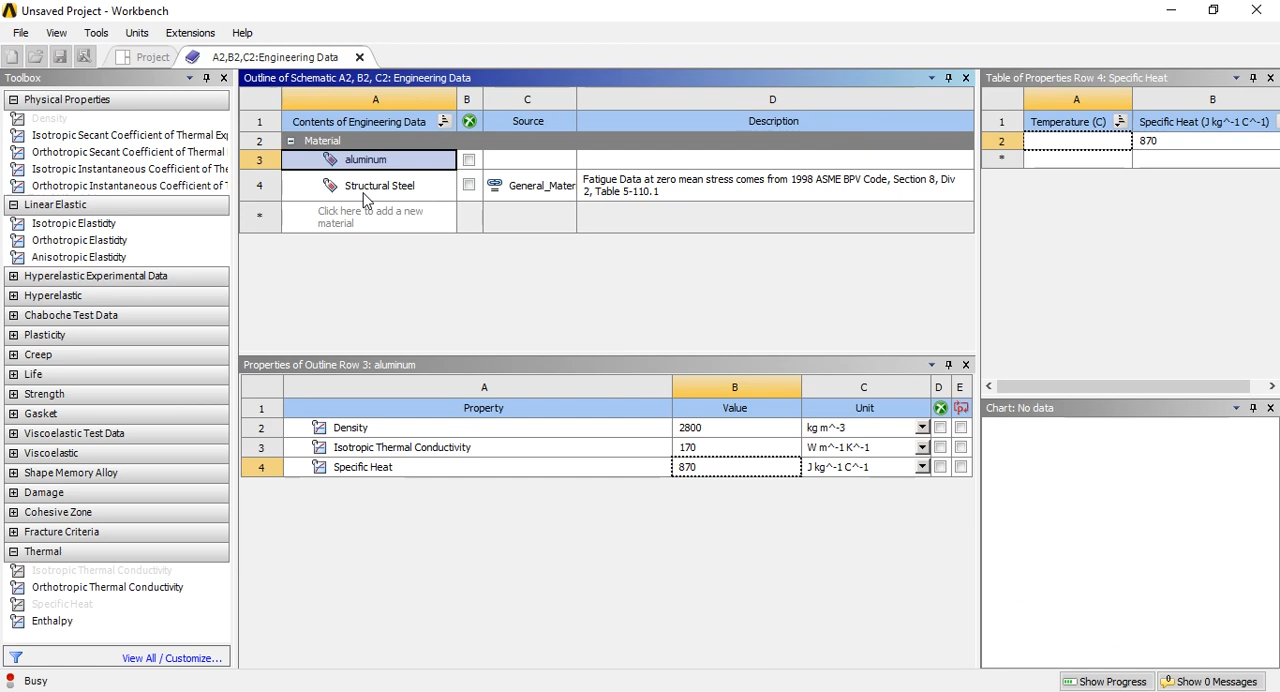 Unsaved Project - Workbench
File View Tools Units Extensions Help
Project A2,B2,C2:Engineering Data
Toolbox
Physical Properties
Density
Isotropic Secant Coefficient of Thermal Exp
Orthotropic Secant Coefficient of Thermal
Isotropic Instantaneous Coefficient of The
Orthotropic Instantaneous Coefficient of
Linear Elastic
Isotropic Elasticity
Orthotropic Elasticity
Anisotropic Elasticity
Hyperelastic Experimental Data
Hyperelastic
Chaboche Test Data
Plasticity
Creep
Life
Strength
Gasket
Viscoelastic Test Data
Viscoelastic
Shape Memory Alloy
Damage
Cohesive Zone
Fracture Criteria
Thermal
Isotropic Thermal Conductivity
Orthotropic Thermal Conductivity
Specific Heat
Enthalpy
View All / Customize...
Outline of Schematic A2, B2, C2: Engineering Data
A B C D
1 Contents of Engineering Data Source Description
2 Material
3 aluminum
4 Structural Steel General_Mater Fatigue Data at zero mean stress comes from 1998 ASME BPV Code, Section 8, Div
2, Table 5-110.1
* Click here to add a new
material
Properties of Outline Row 3: aluminum
A B C D E
1 Property Value Unit
2 Density 2800 kg m^-3
3 Isotropic Thermal Conductivity 170 W m^-1 K^-1
4 Specific Heat 870 J kg^-1 C^-1
Table of Properties Row 4: Specific Heat
A B
1 Temperature (C) Specific Heat (J kg^-1 C^-1)
2 870
*
Chart: No data
Busy Show Progress Show 0 Messages